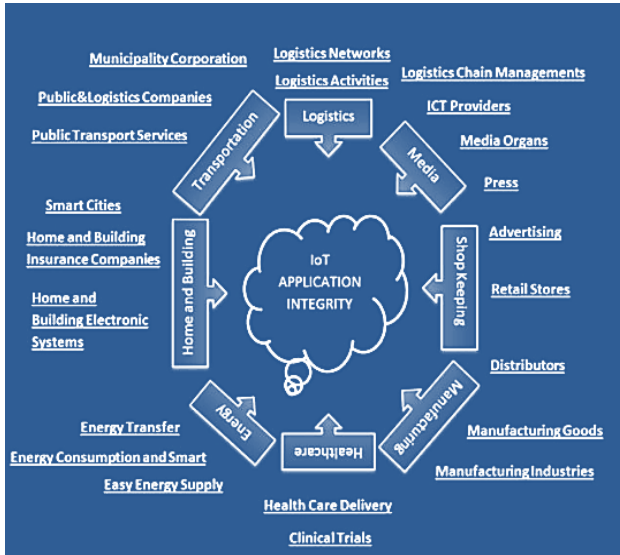 Municipality Corporation
Logistics Networks
Logistics Activities
Logistics Chain Managements
Public&Logistics Companies
ICT Providers
Public Transport Services
Media Organs
Press
Transportation
Logistics
Media
Smart Cities
Home and Building
Insurance Companies
Home and
Building Electronic
Systems
Home and Building
IoT
APPLICATION
INTEGRITY
Shop Keeping
Advertising
Retail Stores
Distributors
Energy
Healthcare
Manufacturing
Energy Transfer
Energy Consumption and Smart
Easy Energy Supply
Manufacturing Goods
Manufacturing Industries
Health Care Delivery
Clinical Trials